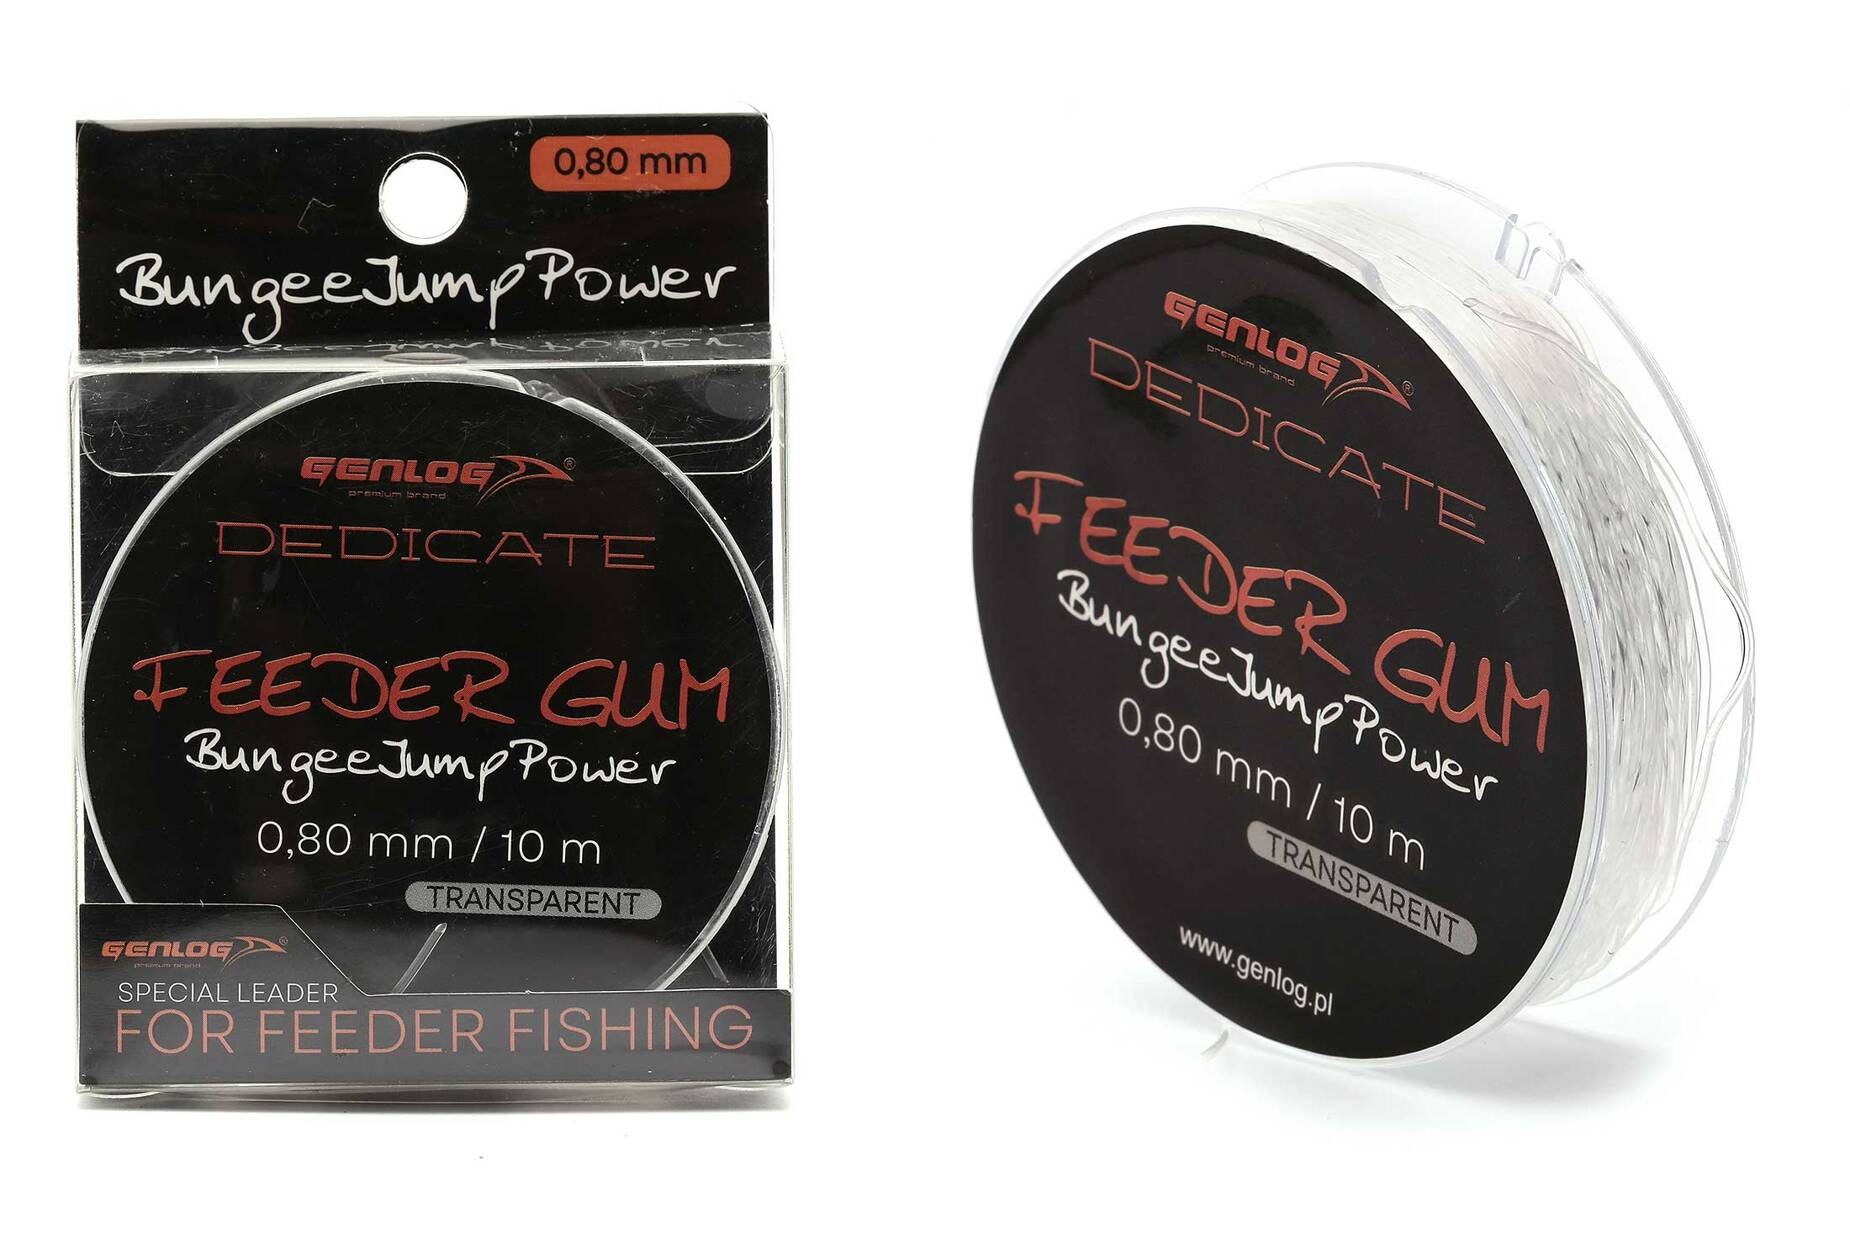 0,80 mm
BungeeJumpPower
GENLOG®
premium brand
DEDICATE
FEEDER GUM
BungeeJumpPower
0,80 mm / 10 m
TRANSPARENT
GENLOG®
premium brand
SPECIAL LEADER
FOR FEEDER FISHING
GENLOG®
premium brand
DEDICATE
FEEDER GUM
BungeeJumpPower
0,80 mm / 10 m
TRANSPARENT
www.genlog.pl